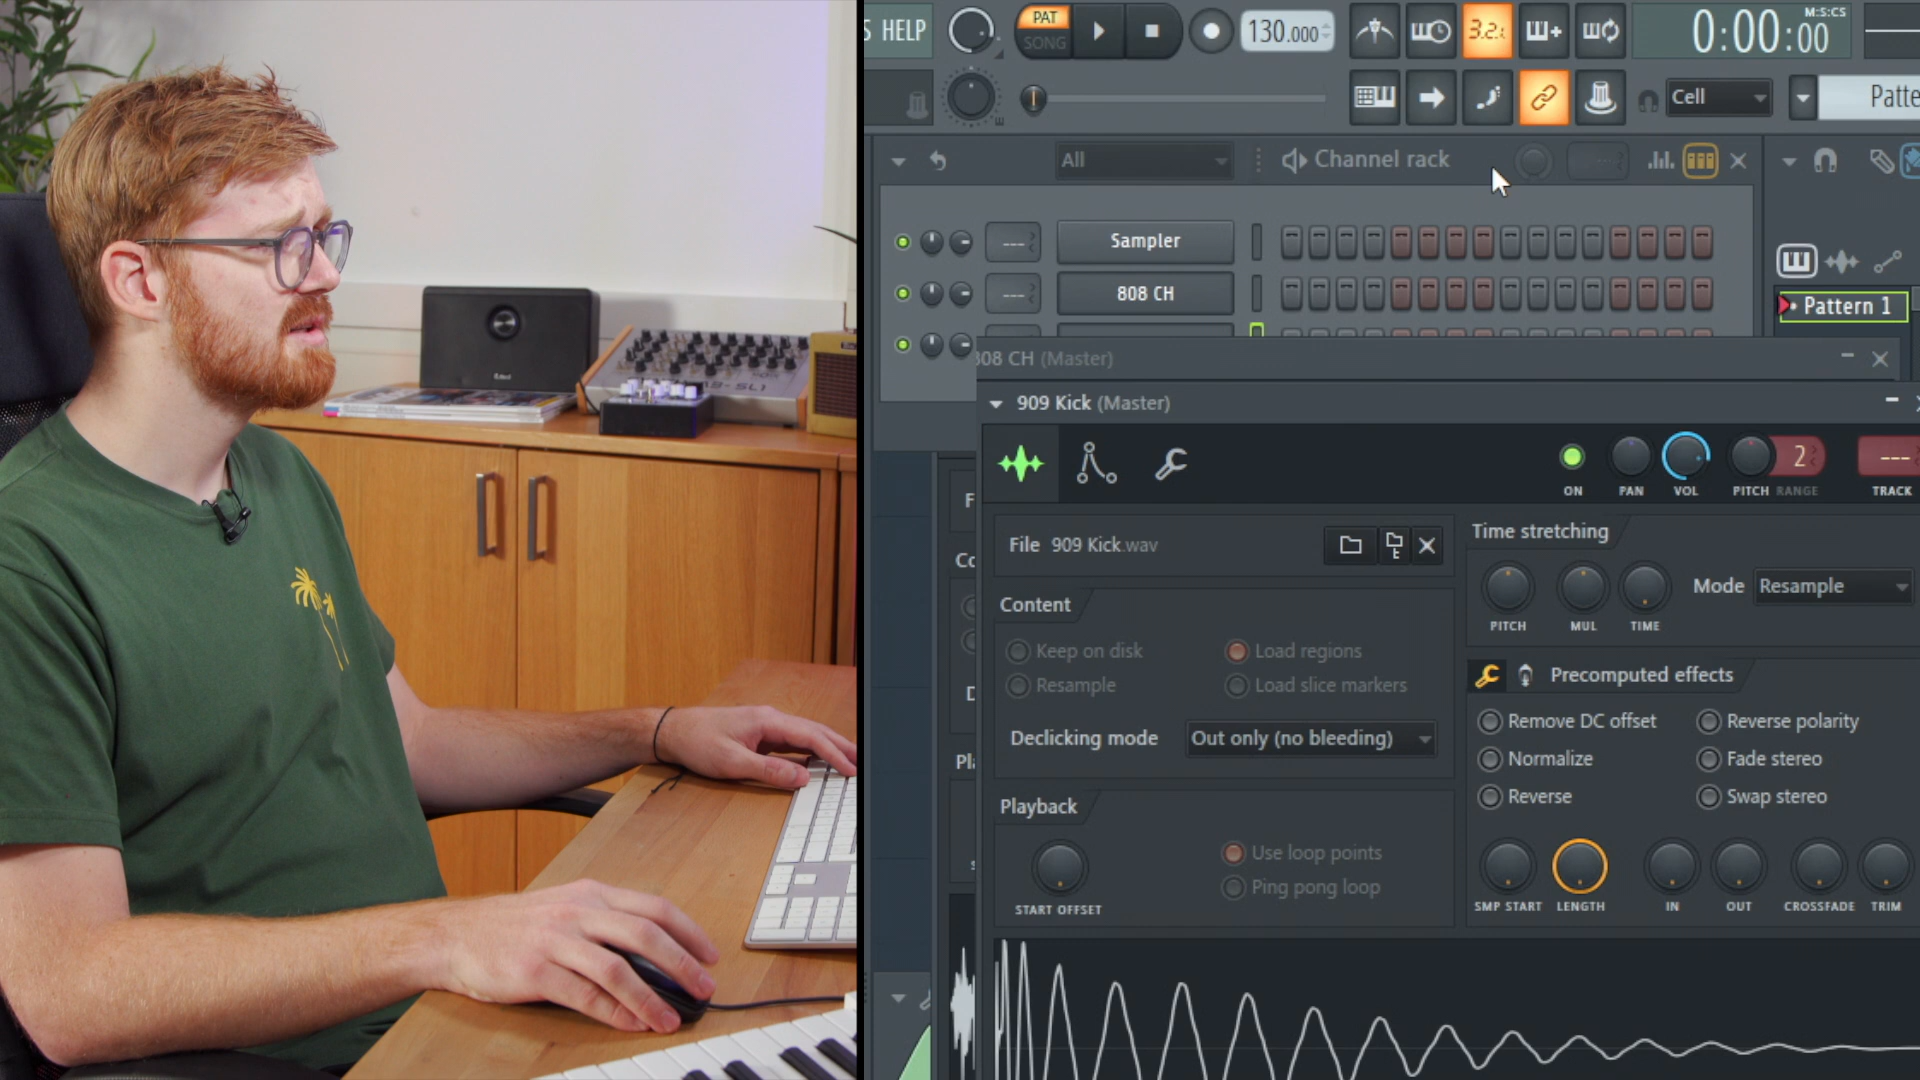 S HELP
PAT
SONG
130.000
3.2.
M:S:CS
0:00:00
Cell
Patte
All
Channel rack
---
Sampler
---
808 CH
Pattern 1
808 CH (Master)
909 Kick (Master)
ON
PAN
VOL
PITCH
2
RANGE
---
TRACK
File 909 Kick.wav
Time stretching
PITCH
MUL
TIME
Mode
Resample
Content
Keep on disk
Load regions
Resample
Load slice markers
Declicking mode
Out only (no bleeding)
Precomputed effects
Remove DC offset
Reverse polarity
Normalize
Fade stereo
Reverse
Swap stereo
Playback
Use loop points
Ping pong loop
START OFFSET
SMP START
LENGTH
IN
OUT
CROSSFADE
TRIM
F
Co
D
Pl